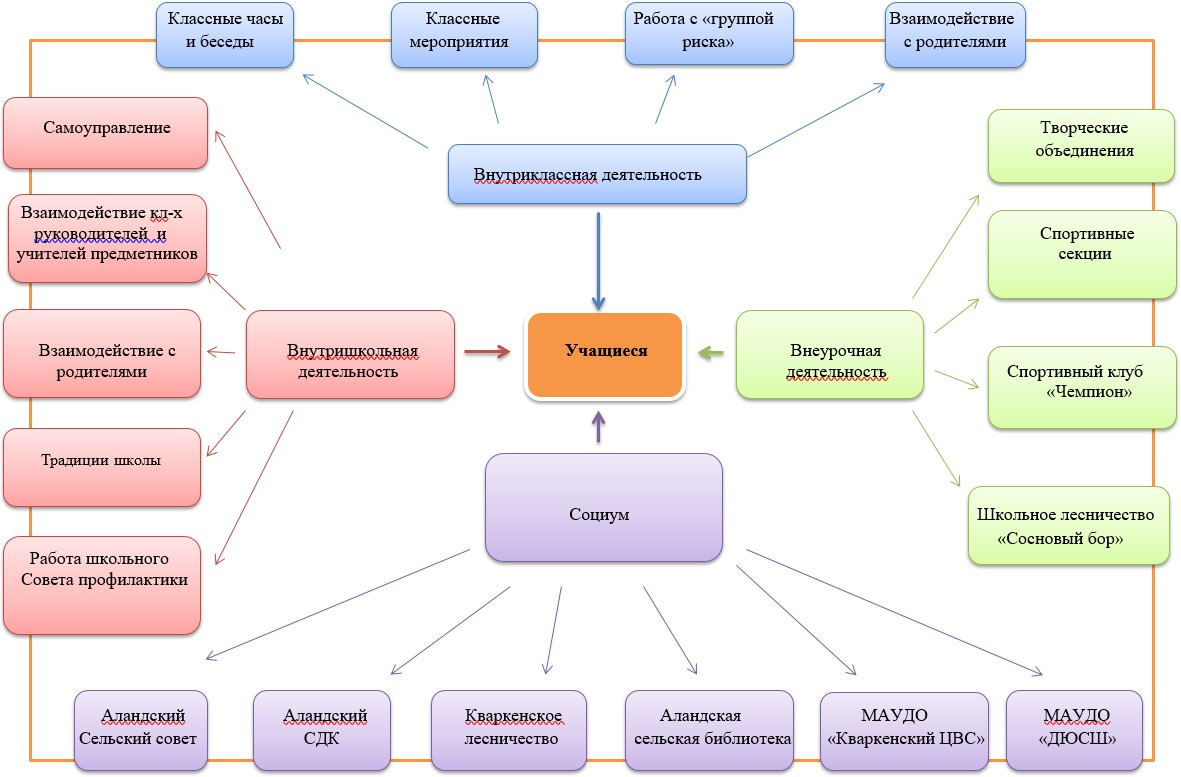 Классные часы
и беседы
Классные
мероприятия
Работа с «группой
риска»
Взаимодействие
с родителями
Самоуправление
Творческие
объединения
Внутриклассная деятельность
Взаимодействие кл-х
руководителей и
учителей предметников
Спортивные
секции
Взаимодействие с
родителями
Внутришкольная
деятельность
Учащиеся
Внеурочная
деятельность
Спортивный клуб
«Чемпион»
Традиции школы
Социум
Школьное лесничество
«Сосновый бор»
Работа школьного
Совета профилактики
Аландский
Сельский совет
Аландский
СДК
Кваркенское
лесничество
Аландская
сельская библиотека
МАУДО
«Кваркенский ЦВС»
МАУДО
«ДЮСШ»